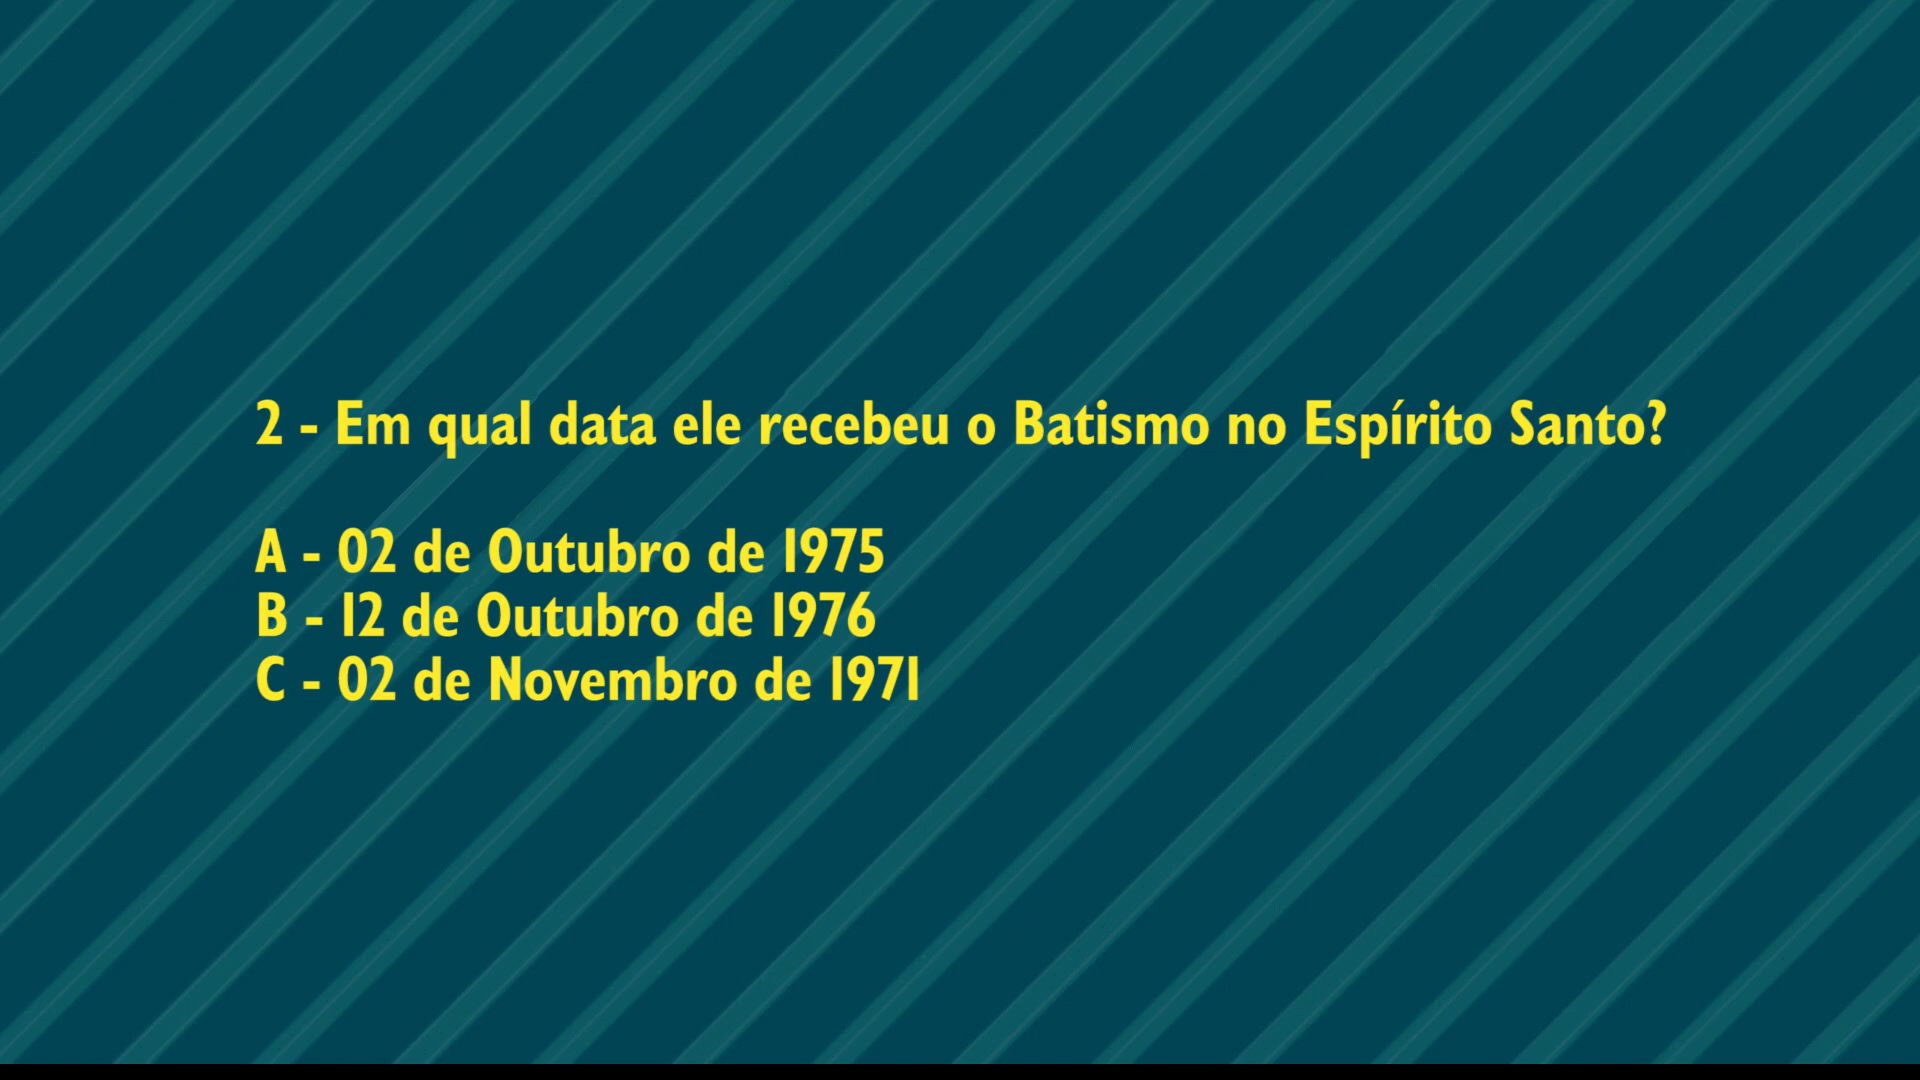 2 - Em qual data ele recebeu o Batismo no Espírito Santo?
A - 02 de Outubro de 1975
B - 12 de Outubro de 1976
C - 02 de Novembro de 1971